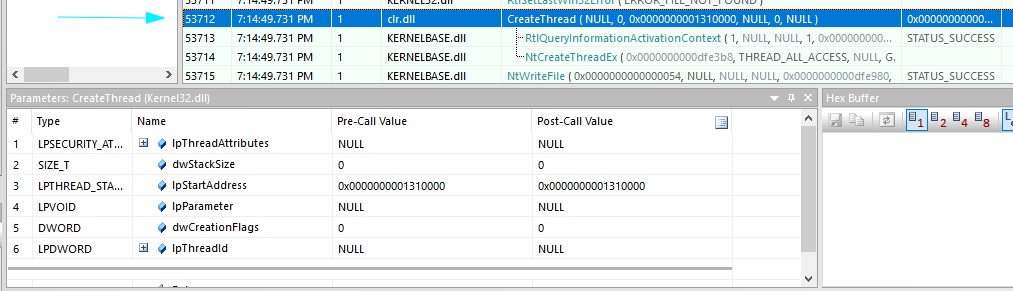 53711 7:14:49.731 PM 1 KERNEL32.dll RtlSetLastWin32Error ( ERROR_FILE_NOT_FOUND )
53712 7:14:49.731 PM 1 clr.dll CreateThread ( NULL, 0, 0x0000000001310000, NULL, 0, NULL ) 0x00000000000...
53713 7:14:49.731 PM 1 KERNELBASE.dll RtlQueryInformationActivationContext ( 1, NULL, NULL, 1, 0x000000000... STATUS_SUCCESS
53714 7:14:49.731 PM 1 KERNELBASE.dll NtCreateThreadEx ( 0x0000000000dfe3b8, THREAD_ALL_ACCESS, NULL, G.
53715 7:14:49.731 PM 1 KERNELBASE.dll NtWriteFile ( 0x0000000000000054, NULL, NULL, NULL, 0x0000000000dfe980, STATUS_SUCCESS
Parameters: CreateThread (Kernel32.dll)
Hex Buffer
1 2 4 8
# Type Name Pre-Call Value Post-Call Value
1 LPSECURITY_AT... lpThreadAttributes NULL NULL
2 SIZE_T dwStackSize 0 0
3 LPTHREAD_STA... lpStartAddress 0x0000000001310000 0x0000000001310000
4 LPVOID lpParameter NULL NULL
5 DWORD dwCreationFlags 0 0
6 LPDWORD lpThreadId NULL NULL